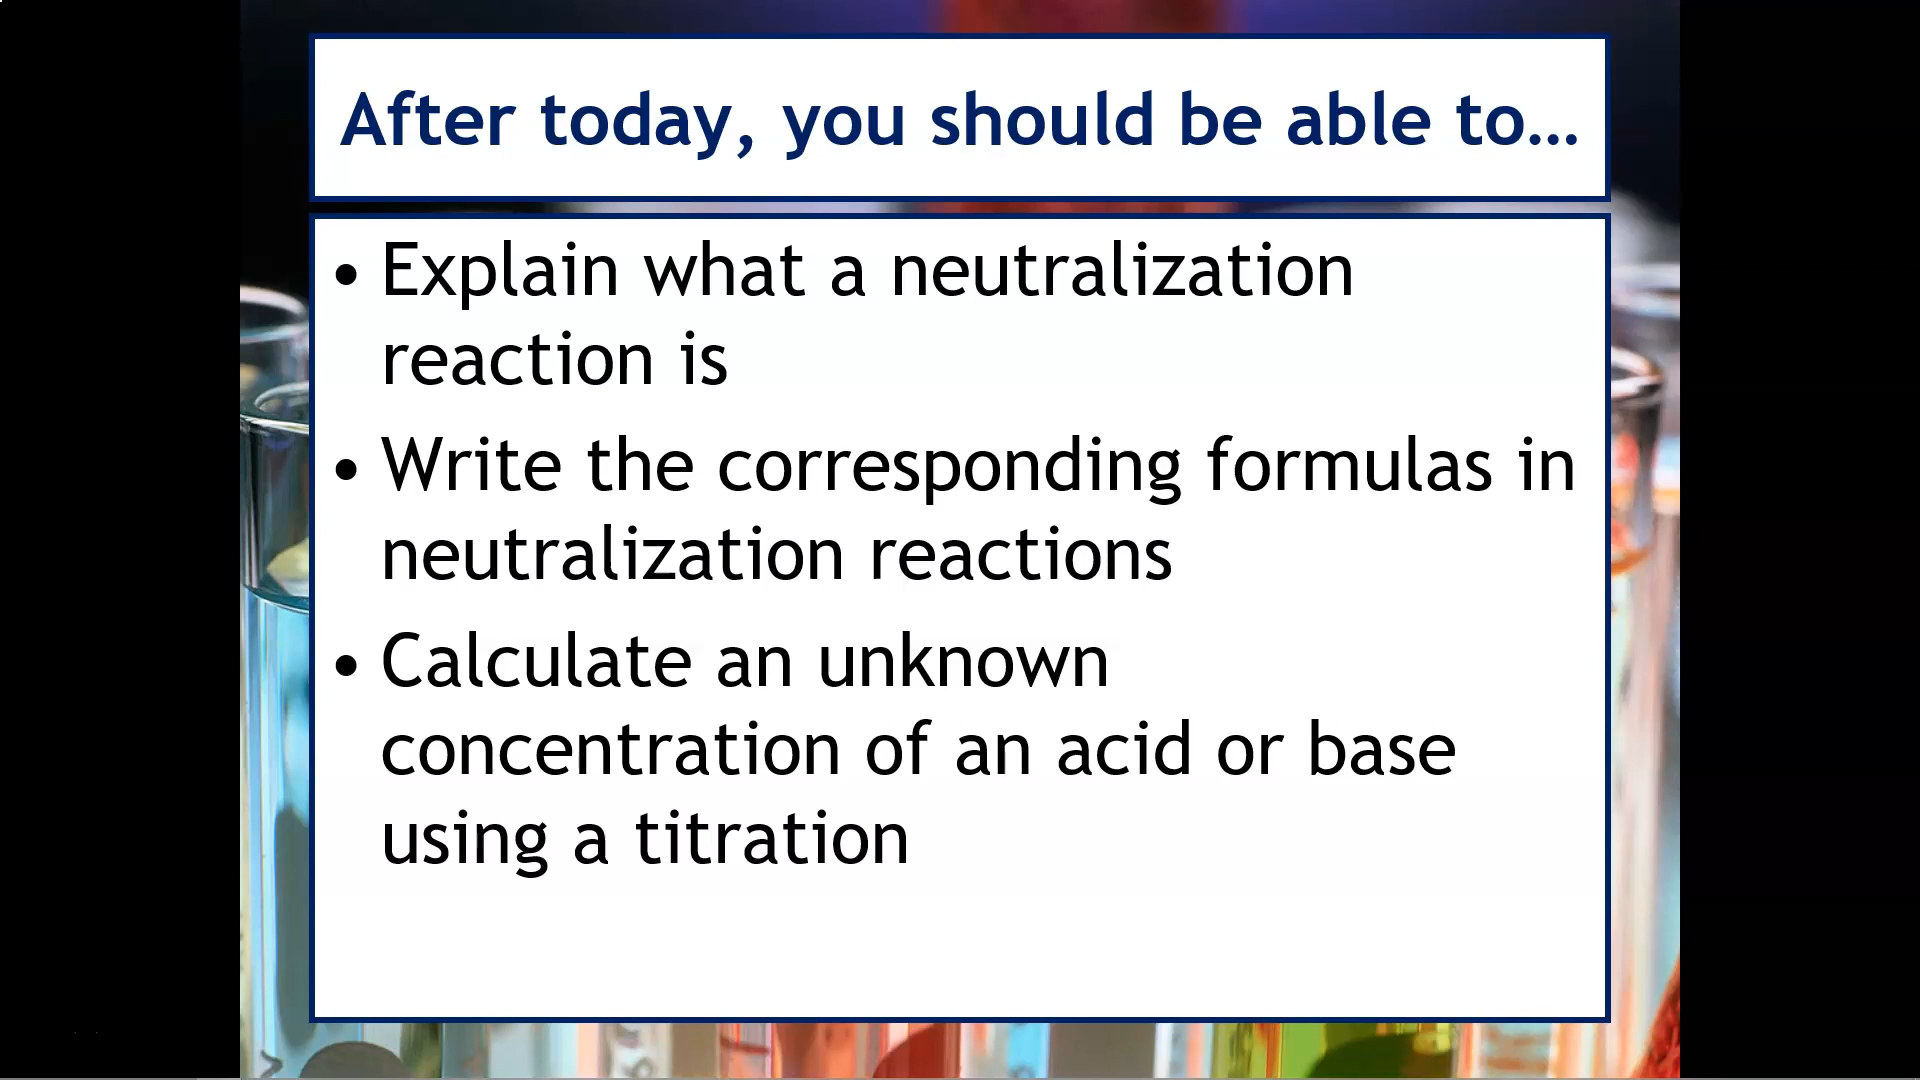 After today, you should be able to…
• Explain what a neutralization
reaction is
• Write the corresponding formulas in
neutralization reactions
• Calculate an unknown
concentration of an acid or base
using a titration